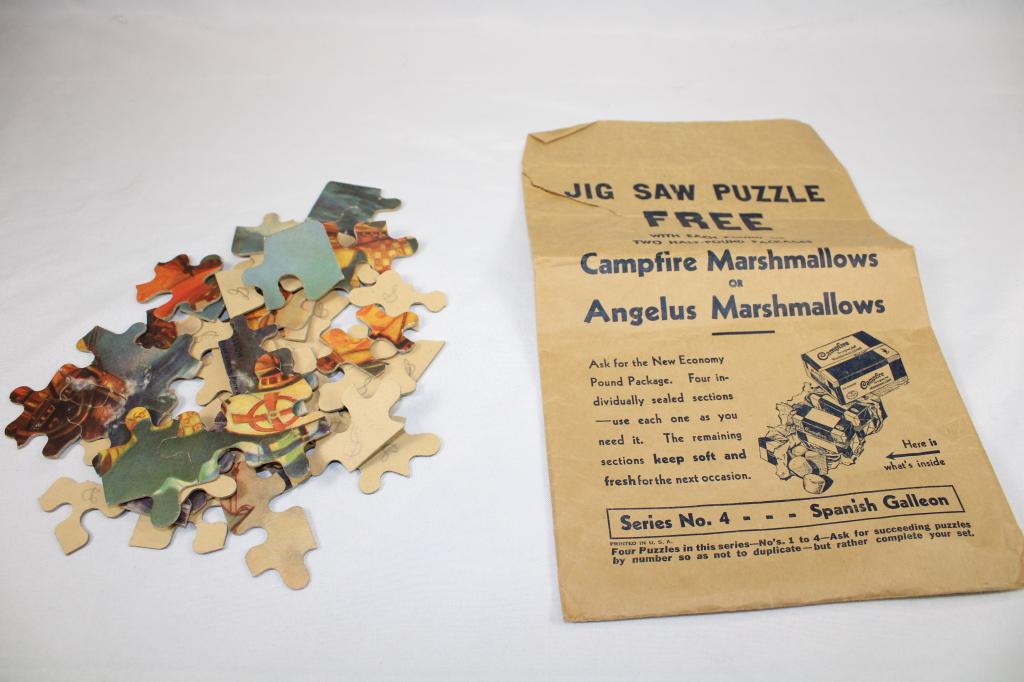 JIG SAW PUZZLE
FREE
WITH EACH POUND OR
TWO HALF-POUND PACKAGES
Campfire Marshmallows
OR
Angelus Marshmallows
Ask for the New Economy
Pound Package. Four in-
dividually sealed sections
—use each one as you
need it. The remaining
sections keep soft and
fresh for the next occasion.
Campfire
Campfire
Here is
what's inside
Series No. 4 - - - Spanish Galleon
PRINTED IN U. S. A.
Four Puzzles in this series—No's. 1 to 4—Ask for succeeding puzzles
by number so as not to duplicate—but rather complete your set.